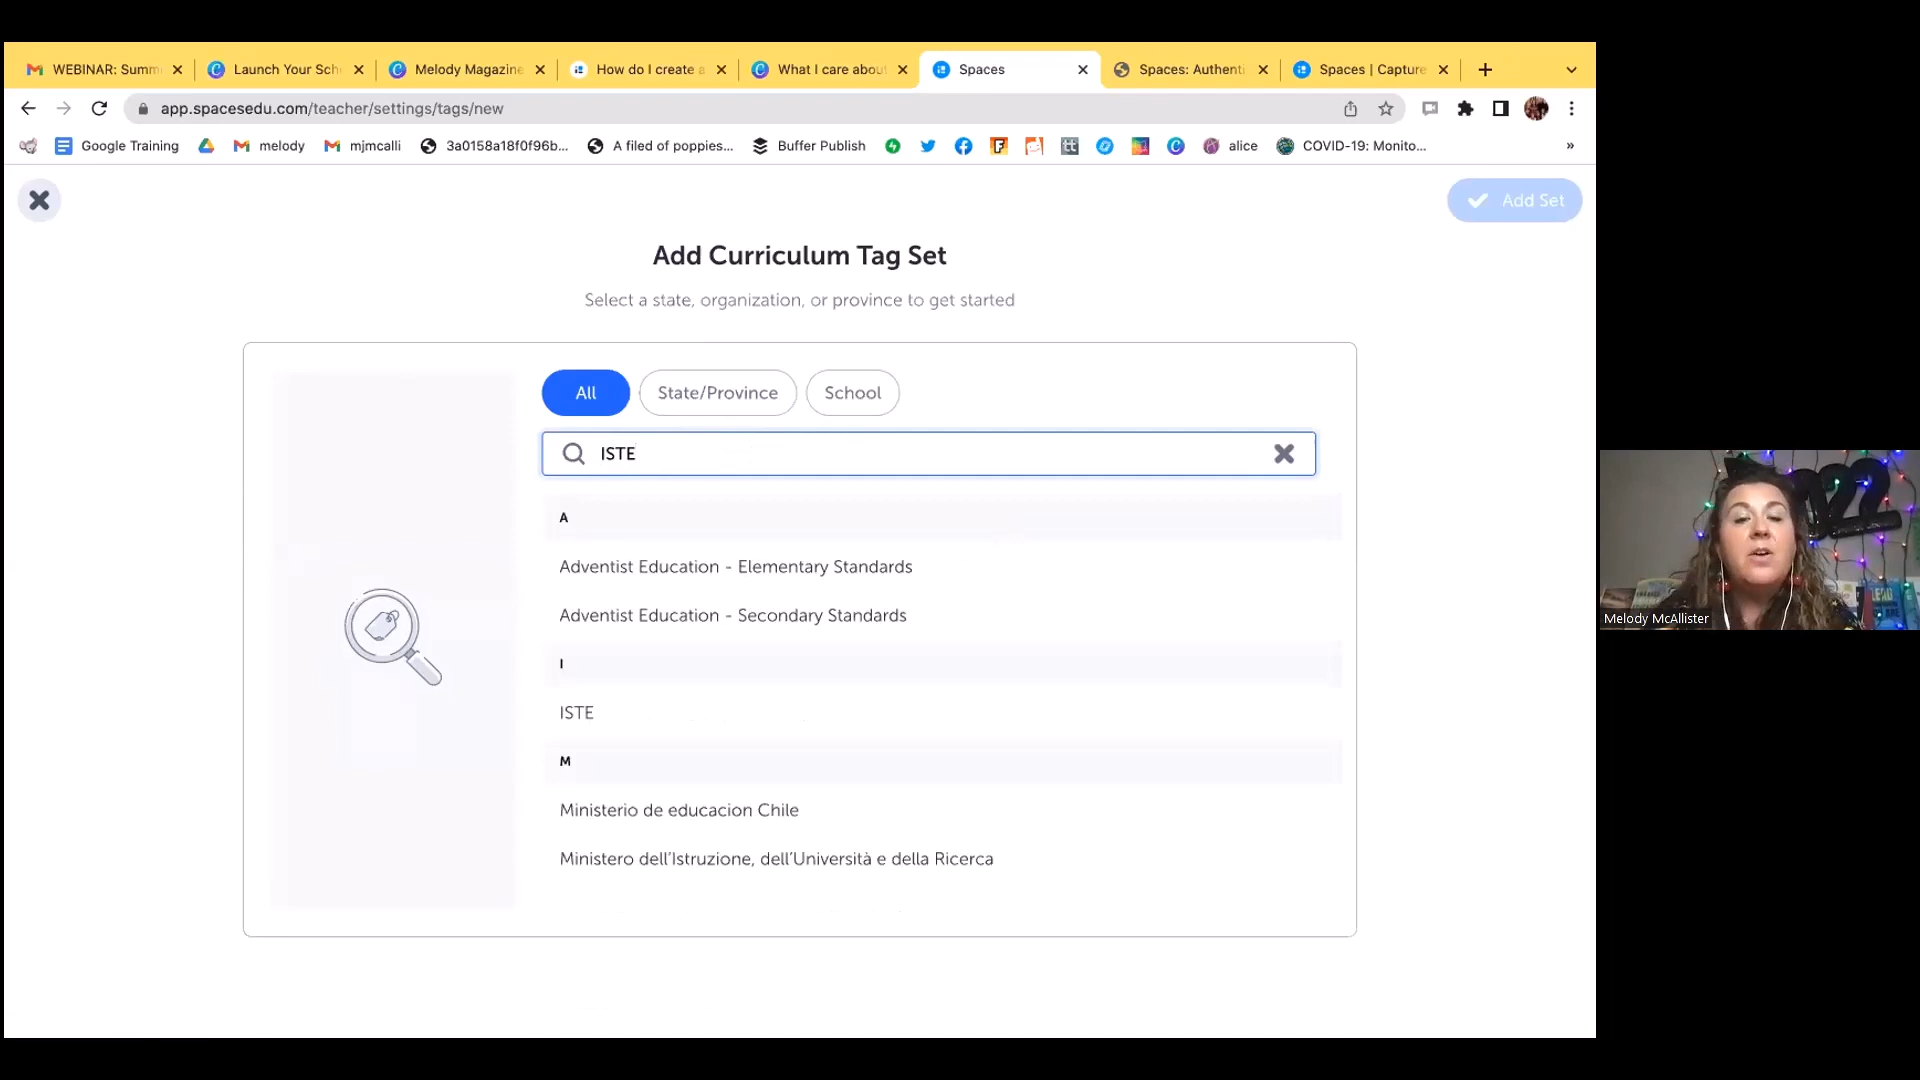 WEBINAR: Summ
Launch Your Sch
Melody Magazine
How do I create a
What I care abou
Spaces
Spaces: Authenti
Spaces | Capture
app.spacesedu.com/teacher/settings/tags/new
Google Training
melody
mjmcalli
3a0158a18f0f96b...
A filed of poppies...
Buffer Publish
alice
COVID-19: Monito...
»
Add Set
Add Curriculum Tag Set
Select a state, organization, or province to get started
All
State/Province
School
ISTE
A
Adventist Education - Elementary Standards
Adventist Education - Secondary Standards
I
ISTE
M
Ministerio de educacion Chile
Ministero dell'Istruzione, dell'Università e della Ricerca
Melody McAllister